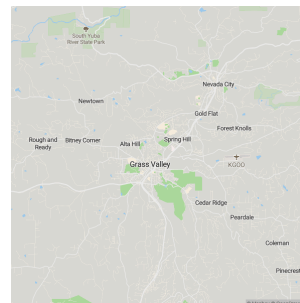 South Yuba
River State Park
Nevada City
Newtown
Gold Flat
Forest Knolls
Rough and
Ready
Bitney Corner
Alta Hill
Spring Hill
Grass Valley
KGOO
Cedar Ridge
Peardale
Coleman
Pinecrest